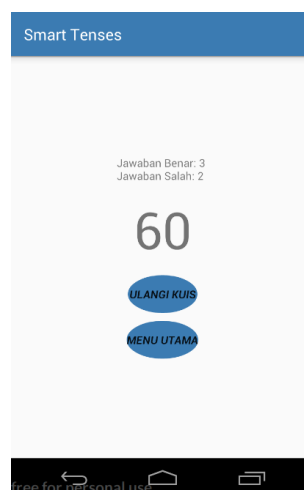 Smart Tenses
Jawaban Benar: 3
Jawaban Salah: 2
60
ULANGI KUIS
MENU UTAMA
free for personal use